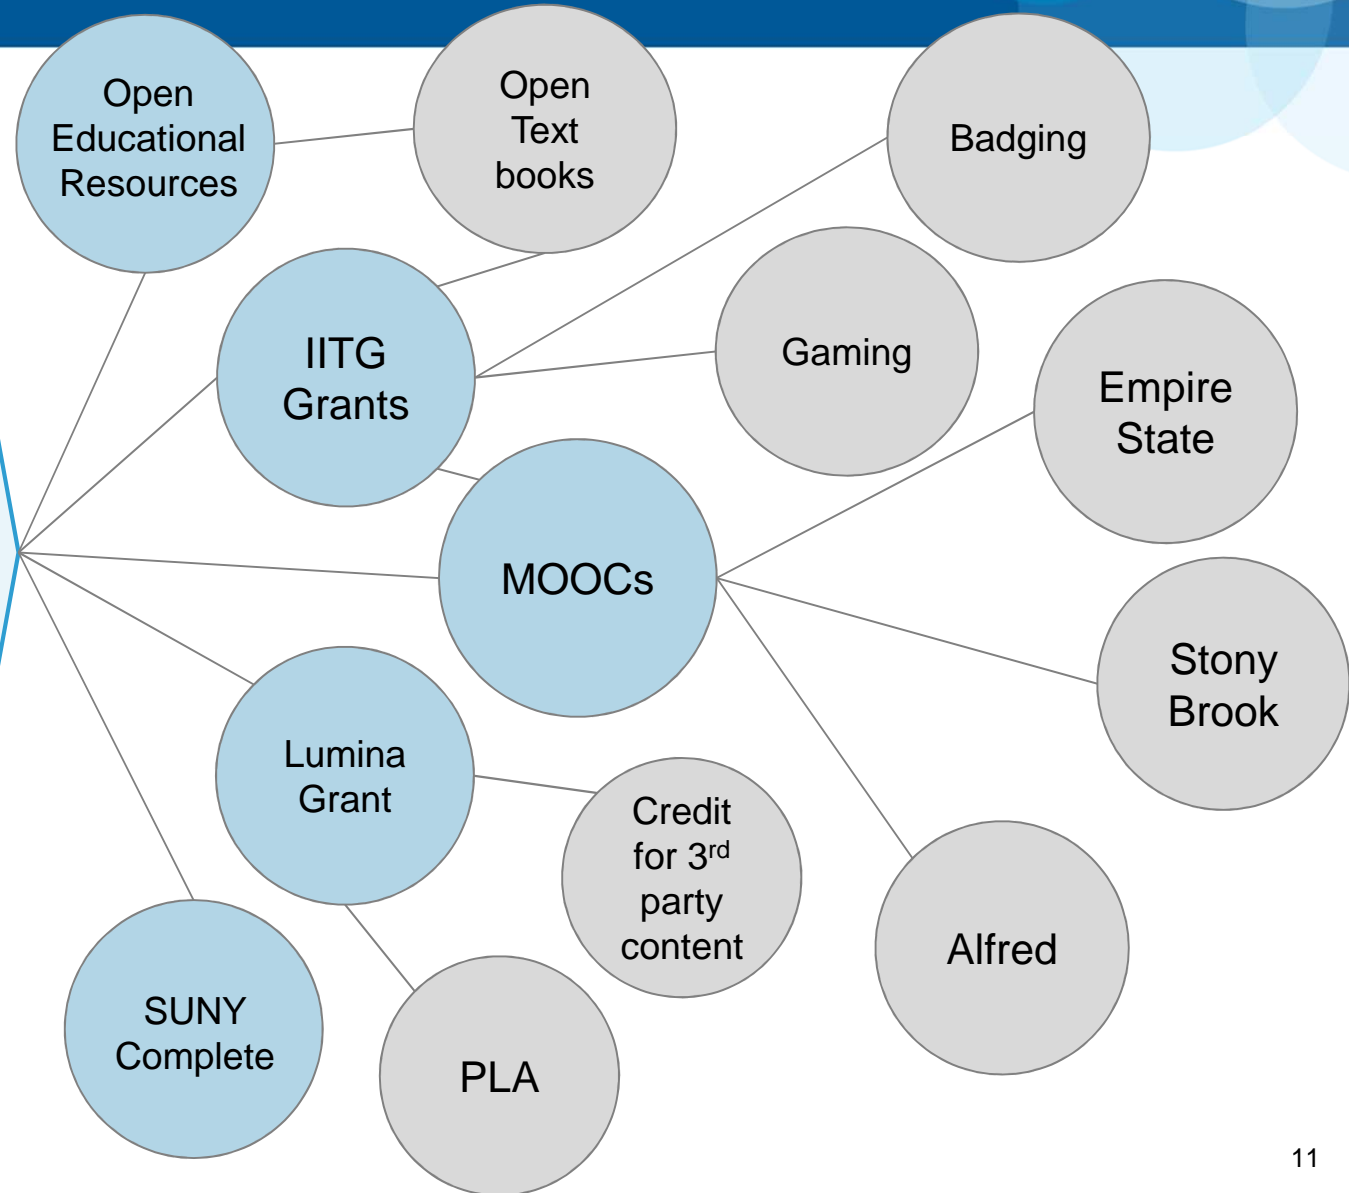 Open
Educational
Resources
Open
Text
books
Badging
IITG
Grants
Gaming
Empire
State
MOOCs
Stony
Brook
Lumina
Grant
Credit
for 3rd
party
content
Alfred
SUNY
Complete
PLA
11